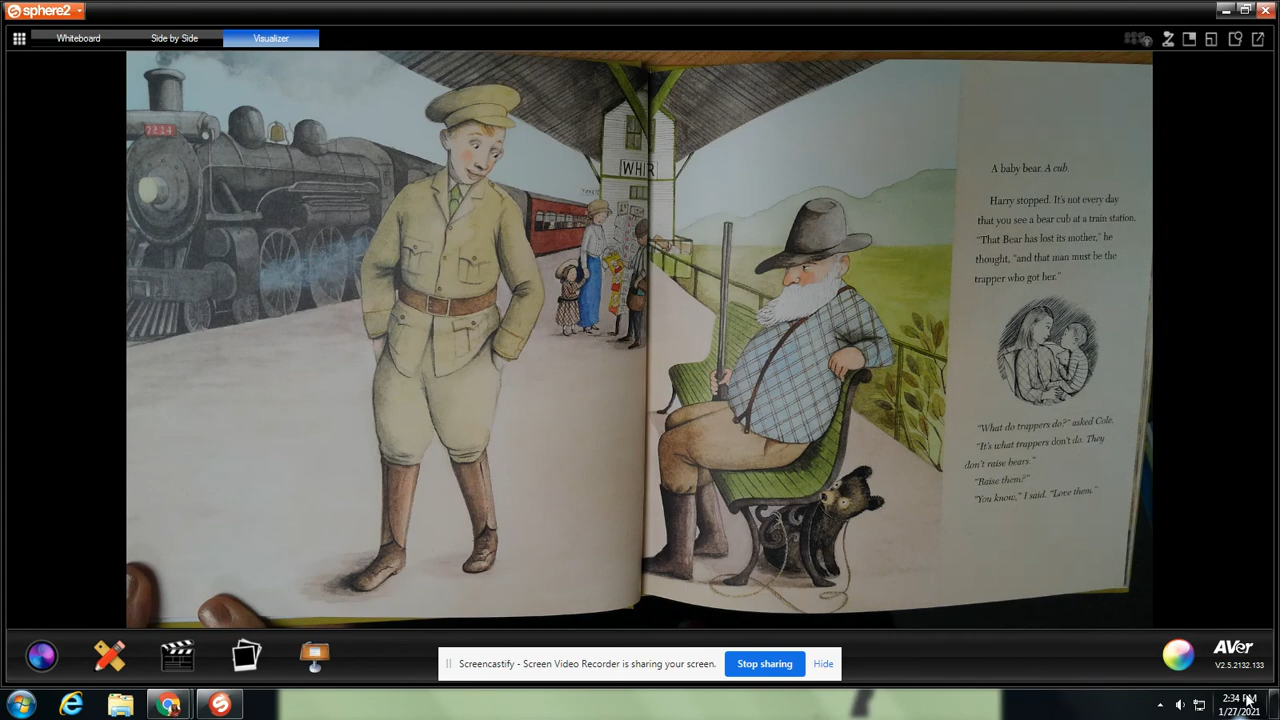 sphere2
Whiteboard
Side by Side
Visualizer
7214
WHIR
A baby bear. A cub.
Harry stopped. It's not every day
that you see a bear cub at a train station.
"That Bear has lost its mother," he
thought, "and that man must be the
trapper who got her."
"What do trappers do?" asked Cole.
"It's what trappers don't do. They
don't raise bears."
"Raise them?"
"You know," I said. "Love them."
Screencastify - Screen Video Recorder is sharing your screen.
Stop sharing
Hide
AVer
V2.5.2132.133
2:34 PM
1/27/2021